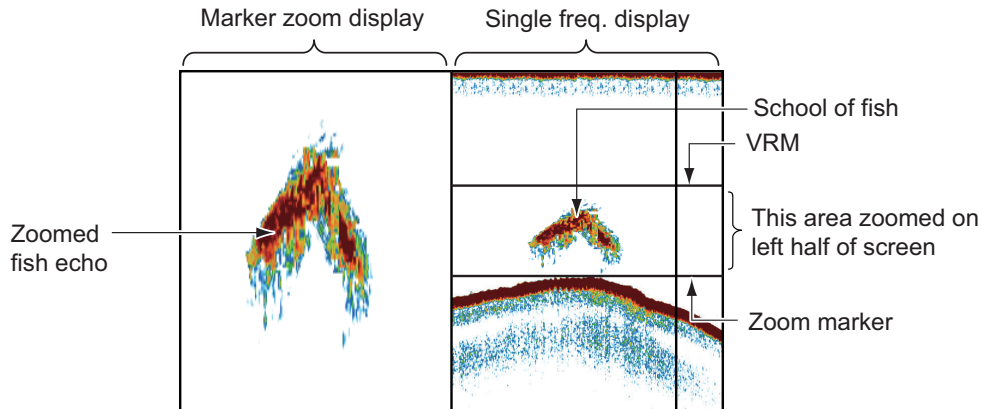 Marker zoom display
Single freq. display
School of fish
VRM
This area zoomed on
left half of screen
Zoomed
fish echo
Zoom marker